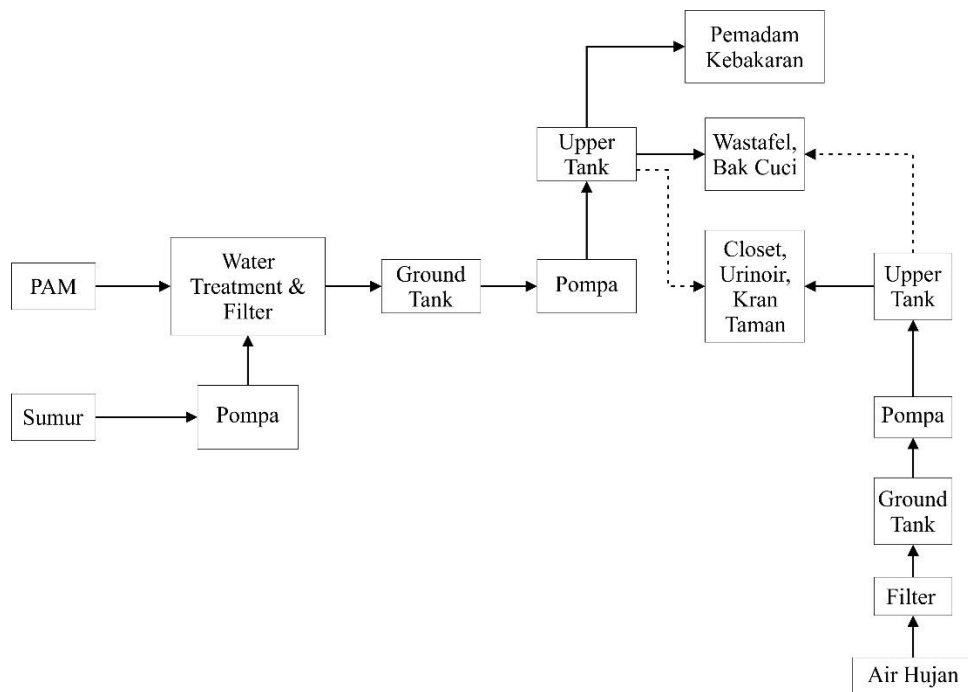 Pemadam
Kebakaran
Upper
Tank
Wastafel,
Bak Cuci
Water
Treatment &
Filter
PAM
Ground
Tank
Pompa
Closet,
Urinoir,
Kran
Taman
Upper
Tank
Sumur
Pompa
Pompa
Ground
Tank
Filter
Air Hujan